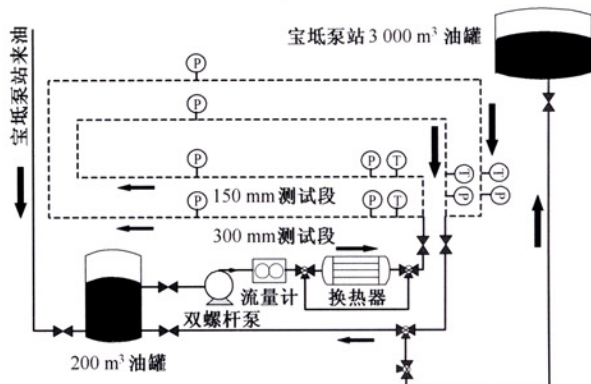 宝坻泵站来油
宝坻泵站 3 000 m³ 油罐
P
P
P
P
T
T
150 mm 测试段
P
P
T
T
P
P
300 mm 测试段
流量计
换热器
双螺杆泵
200 m³ 油罐